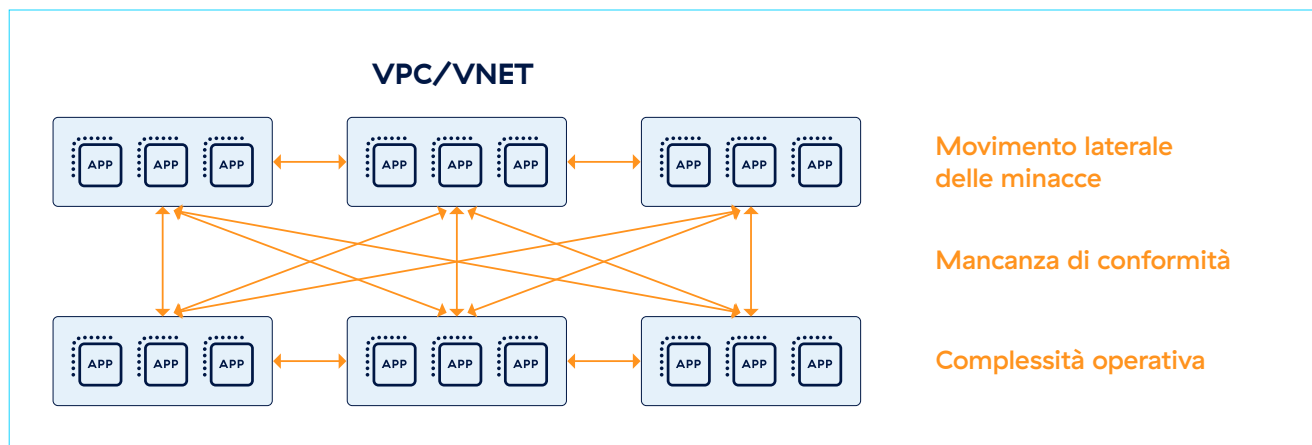 VPC/VNET
APP APP APP APP APP APP APP APP APP
Movimento laterale
delle minacce
Mancanza di conformità
APP APP APP APP APP APP APP APP APP
Complessità operativa